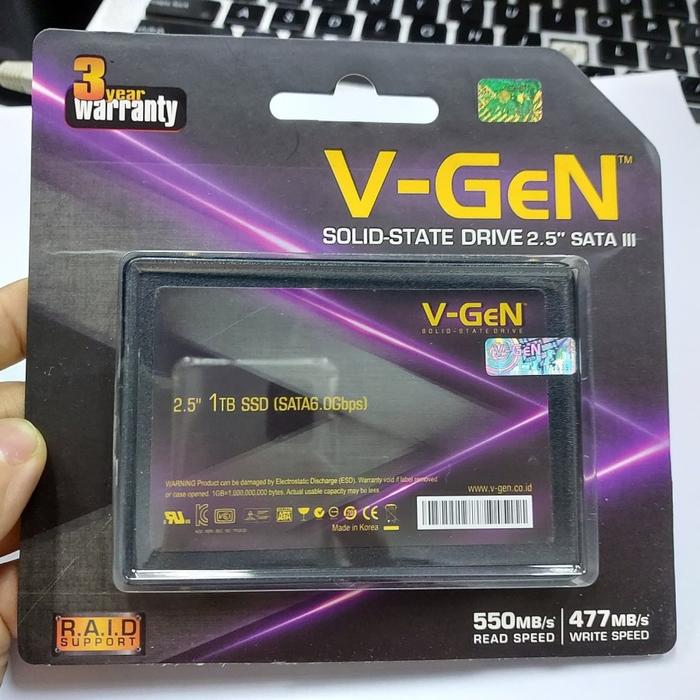 3 year
warranty
V-GeN™
SOLID-STATE DRIVE 2.5" SATA III
V-GeN
SOLID-STATE DRIVE
V-GeN
2.5" 1TB SSD (SATA6.0Gbps)
WARNING Product can be damaged by Electrostatic Discharge (ESD). Warranty void if label removed
or case opened. 1GB=1,000,000,000 bytes. Actual usable capacity may be less.
www.v-gen.co.id
Made in Korea
R.A.I.D
SUPPORT
550MB/s
READ SPEED
477MB/s
WRITE SPEED